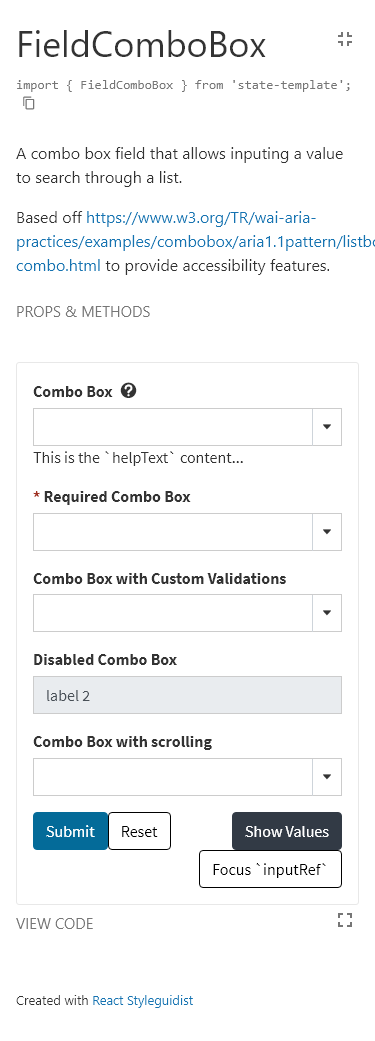 FieldComboBox
import { FieldComboBox } from 'state-template';
A combo box field that allows inputing a value
to search through a list.
Based off https://www.w3.org/TR/wai-aria-
practices/examples/combobox/aria1.1pattern/listbo
combo.html to provide accessibility features.
PROPS & METHODS
Combo Box
This is the `helpText` content...
* Required Combo Box
Combo Box with Custom Validations
Disabled Combo Box
label 2
Combo Box with scrolling
Submit Reset Show Values
Focus `inputRef`
VIEW CODE
Created with React Styleguidist